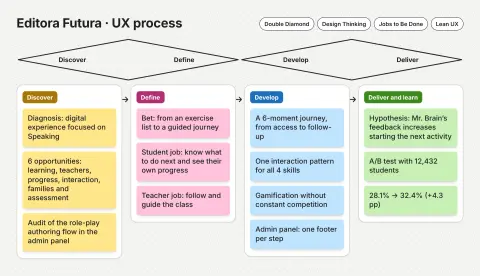 Editora Futura · UX process
Double Diamond
Design Thinking
Jobs to Be Done
Lean UX
Discover
Define
Develop
Deliver
Discover
Diagnosis: digital
experience focused on
Speaking
6 opportunities:
learning, teachers,
progress, interaction,
families and
assessment
Audit of the role-play
authoring flow in the
admin panel
Define
Bet: from an exercise
list to a guided journey
Student job: know what
to do next and see their
own progress
Teacher job: follow and
guide the class
Develop
A 6-moment journey,
from access to follow-
up
One interaction pattern
for all 4 skills
Gamification without
constant competition
Admin panel: one footer
per step
Deliver and learn
Hypothesis: Mr. Brain's
feedback increases
starting the next activity
A/B test with 12,432
students
28.1% → 32.4% (+4.3
pp)